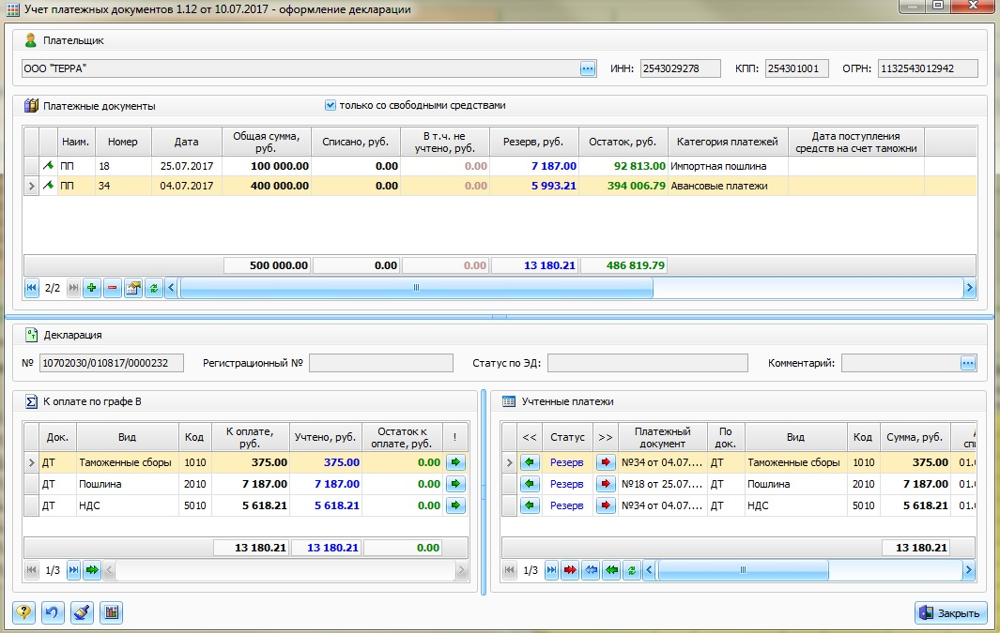 Учет платежных документов 1.12 от 10.07.2017 - оформление декларации
Плательщик
ООО "ТЕРРА" ... ИНН: 2543029278 КПП: 254301001 ОГРН: 1132543012942
Платежные документы только со свободными средствами
Наим. Номер Дата Общая сумма, руб. Списано, руб. В т.ч. не учтено, руб. Резерв, руб. Остаток, руб. Категория платежей Дата поступления средств на счет таможни
ПП 18 25.07.2017 100 000.00 0.00 0.00 7 187.00 92 813.00 Импортная пошлина
ПП 34 04.07.2017 400 000.00 0.00 0.00 5 993.21 394 006.79 Авансовые платежи
500 000.00 0.00 0.00 13 180.21 486 819.79
2/2
Декларация
№ 10702030/010817/0000232 Регистрационный № Статус по ЭД: Комментарий: ...
К оплате по графе В
Док. Вид Код К оплате, руб. Учтено, руб. Остаток к оплате, руб. !
ДТ Таможенные сборы 1010 375.00 375.00 0.00
ДТ Пошлина 2010 7 187.00 7 187.00 0.00
ДТ НДС 5010 5 618.21 5 618.21 0.00
13 180.21 13 180.21 0.00
1/3
Учтенные платежи
<< Статус >> Платежный документ По док. Вид Код Сумма, руб.
Резерв №34 от 04.07.... ДТ Таможенные сборы 1010 375.00 01.
Резерв №18 от 25.07.... ДТ Пошлина 2010 7 187.00 01.
Резерв №34 от 04.07.... ДТ НДС 5010 5 618.21 01.
13 180.21
1/3
Закрыть